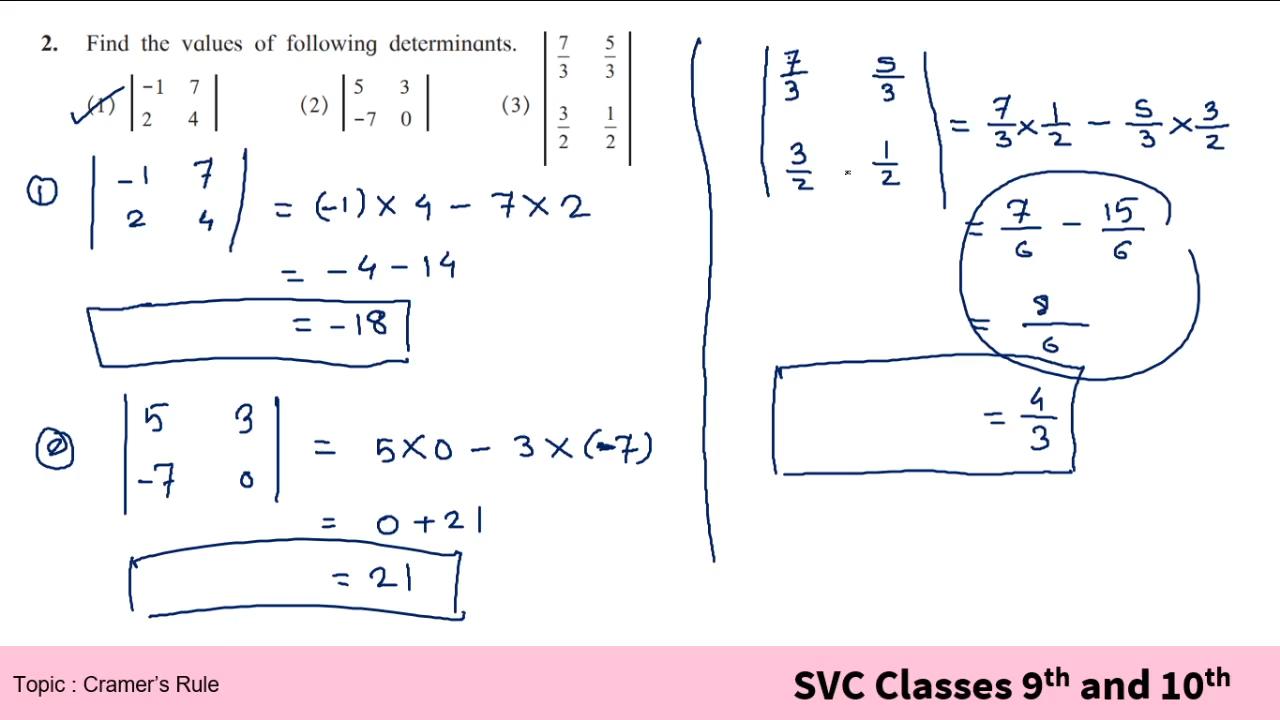 2. Find the values of following determinants.
(1) | -1 7 |
| 2 4 |
(2) | 5 3 |
| -7 0 |
(3) | 7/3 5/3 |
| 3/2 1/2 |
① | -1 7 |
| 2 4 | = (-1) × 4 - 7 × 2
= -4 - 14
= -18
② | 5 3 |
| -7 0 | = 5 × 0 - 3 × (-7)
= 0 + 21
= 21
| 7/3 5/3 |
| 3/2 1/2 | = 7/3 × 1/2 - 5/3 × 3/2
= 7/6 - 15/6
= 8/6
= 4/3
Topic : Cramer's Rule
SVC Classes 9th and 10th